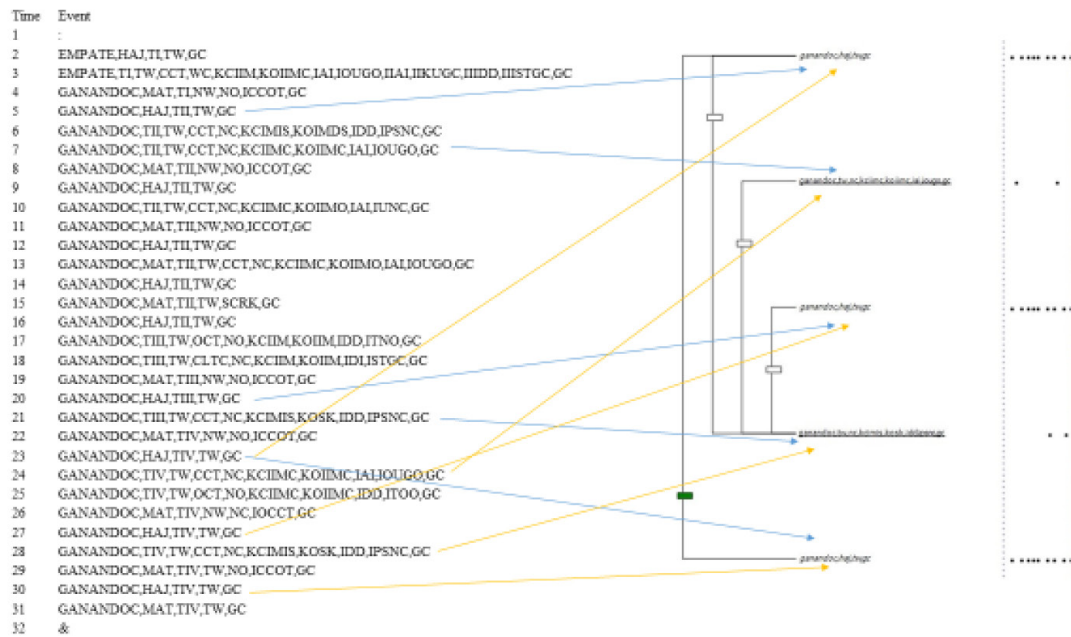 Time Event
1 :
2 EMPATE,HAJ,TI,TW,GC
3 EMPATE,TI,TW,CCT,WC,KCIIM,KOIIMC,IAI,IOUGO,IIAI,IIKUGC,IIIDD,IIISTGC,GC
4 GANANDOC,MAT,TI,NW,NO,ICCOT,GC
5 GANANDOC,HAJ,TII,TW,GC
6 GANANDOC,TII,TW,CCT,NC,KCIMIS,KOIMDS,IDD,IPSNC,GC
7 GANANDOC,TII,TW,CCT,NC,KCIIMC,KOIIMC,IAI,IOUGO,GC
8 GANANDOC,MAT,TII,NW,NO,ICCOT,GC
9 GANANDOC,HAJ,TII,TW,GC
10 GANANDOC,TII,TW,CCT,NC,KCIIMC,KOIIMO,IAI,IUNC,GC
11 GANANDOC,MAT,TII,NW,NO,ICCOT,GC
12 GANANDOC,HAJ,TII,TW,GC
13 GANANDOC,MAT,TII,TW,CCT,NC,KCIIMC,KOIIMO,IAI,IOUGO,GC
14 GANANDOC,HAJ,TII,TW,GC
15 GANANDOC,MAT,TII,TW,SCRK,GC
16 GANANDOC,HAJ,TII,TW,GC
17 GANANDOC,TIII,TW,OCT,NO,KCIIM,KOIIM,IDD,ITNO,GC
18 GANANDOC,TIII,TW,CLTC,NC,KCIIM,KOIIM,IDI,ISTGC,GC
19 GANANDOC,MAT,TIII,NW,NO,ICCOT,GC
20 GANANDOC,HAJ,TIII,TW,GC
21 GANANDOC,TIII,TW,CCT,NC,KCIMIS,KOSK,IDD,IPSNC,GC
22 GANANDOC,MAT,TIV,NW,NO,ICCOT,GC
23 GANANDOC,HAJ,TIV,TW,GC
24 GANANDOC,TIV,TW,CCT,NC,KCIIMC,KOIIMC,IAI,IOUGO,GC
25 GANANDOC,TIV,TW,OCT,NO,KCIIMC,KOIIMC,IDD,ITOO,GC
26 GANANDOC,MAT,TIV,NW,NC,IOCCT,GC
27 GANANDOC,HAJ,TIV,TW,GC
28 GANANDOC,TIV,TW,CCT,NC,KCIMIS,KOSK,IDD,IPSNC,GC
29 GANANDOC,MAT,TIV,TW,NO,ICCOT,GC
30 GANANDOC,HAJ,TIV,TW,GC
31 GANANDOC,MAT,TIV,TW,GC
32 &
ganandoc,haj,tw,gc
ganandoc,tw,nc,kciimc,koiimc,iai,iougo,gc
ganandoc,haj,tw,gc
ganandoc,haj,tw,gc